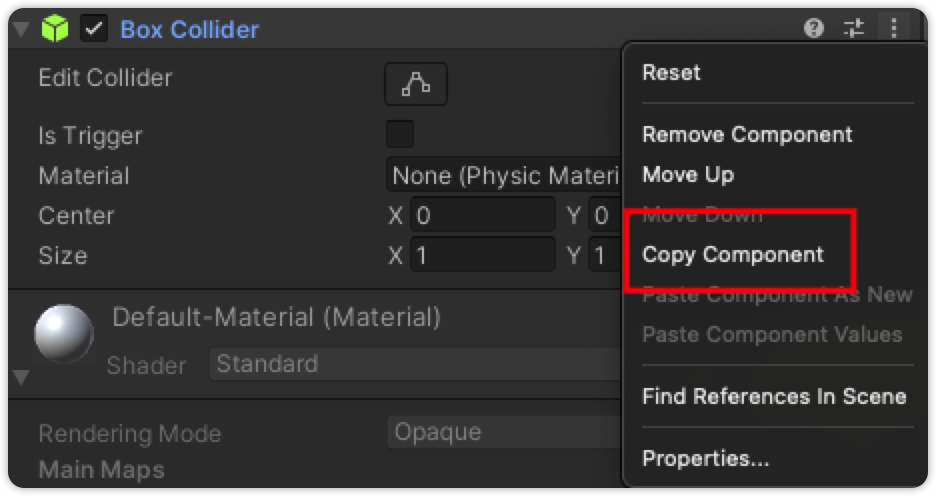 Box Collider
Edit Collider
Is Trigger
Material None (Physic Materi
Center X 0 Y 0
Size X 1 Y 1
Default-Material (Material)
Shader Standard
Rendering Mode Opaque
Main Maps
Reset
Remove Component
Move Up
Move Down
Copy Component
Paste Component As New
Paste Component Values
Find References In Scene
Properties...